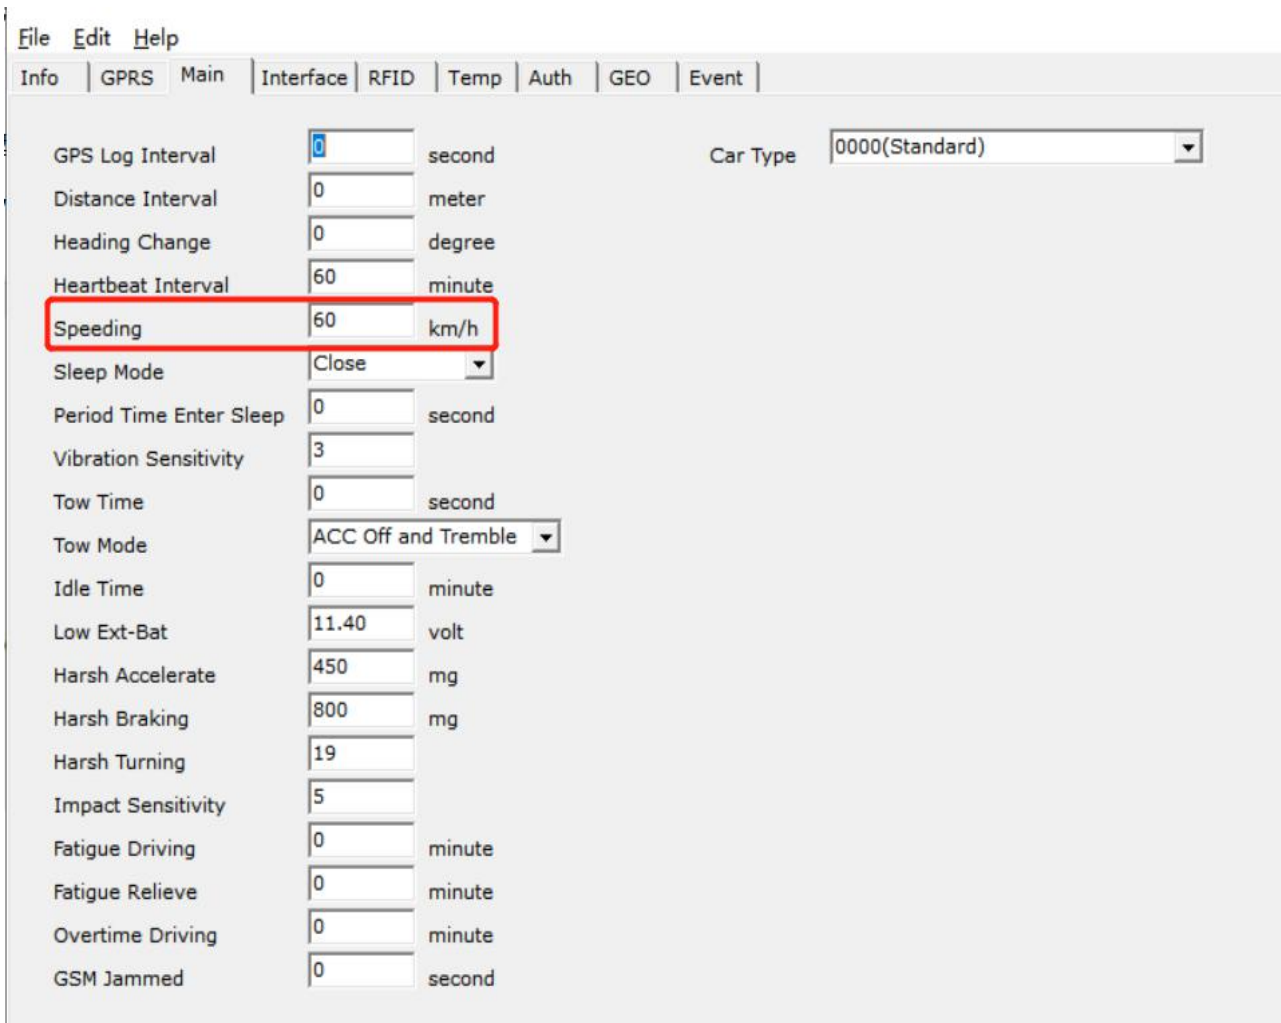 File Edit Help
Info GPRS Main Interface RFID Temp Auth GEO Event
GPS Log Interval 0 second Car Type 0000(Standard)
Distance Interval 0 meter
Heading Change 0 degree
Heartbeat Interval 60 minute
Speeding 60 km/h
Sleep Mode Close
Period Time Enter Sleep 0 second
Vibration Sensitivity 3
Tow Time 0 second
Tow Mode ACC Off and Tremble
Idle Time 0 minute
Low Ext-Bat 11.40 volt
Harsh Accelerate 450 mg
Harsh Braking 800 mg
Harsh Turning 19
Impact Sensitivity 5
Fatigue Driving 0 minute
Fatigue Relieve 0 minute
Overtime Driving 0 minute
GSM Jammed 0 second